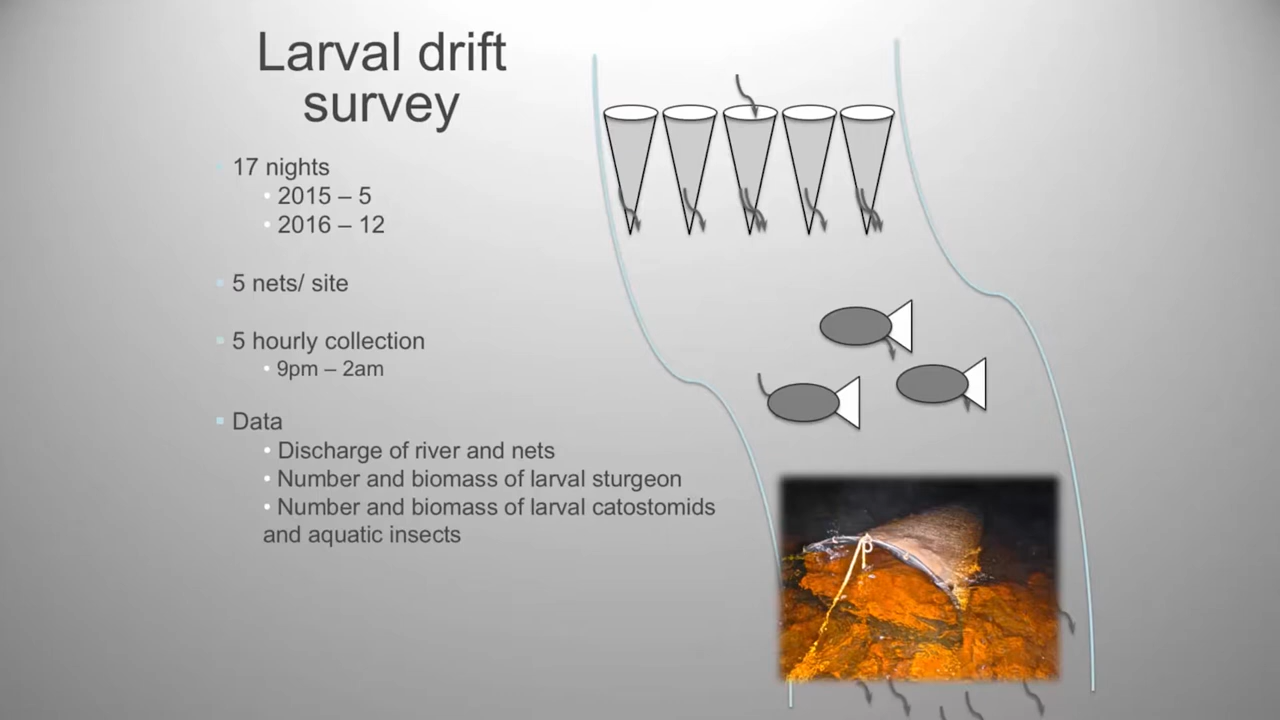 Larval drift
survey
17 nights
2015 – 5
2016 – 12
5 nets/ site
5 hourly collection
9pm – 2am
Data
Discharge of river and nets
Number and biomass of larval sturgeon
Number and biomass of larval catostomids
and aquatic insects